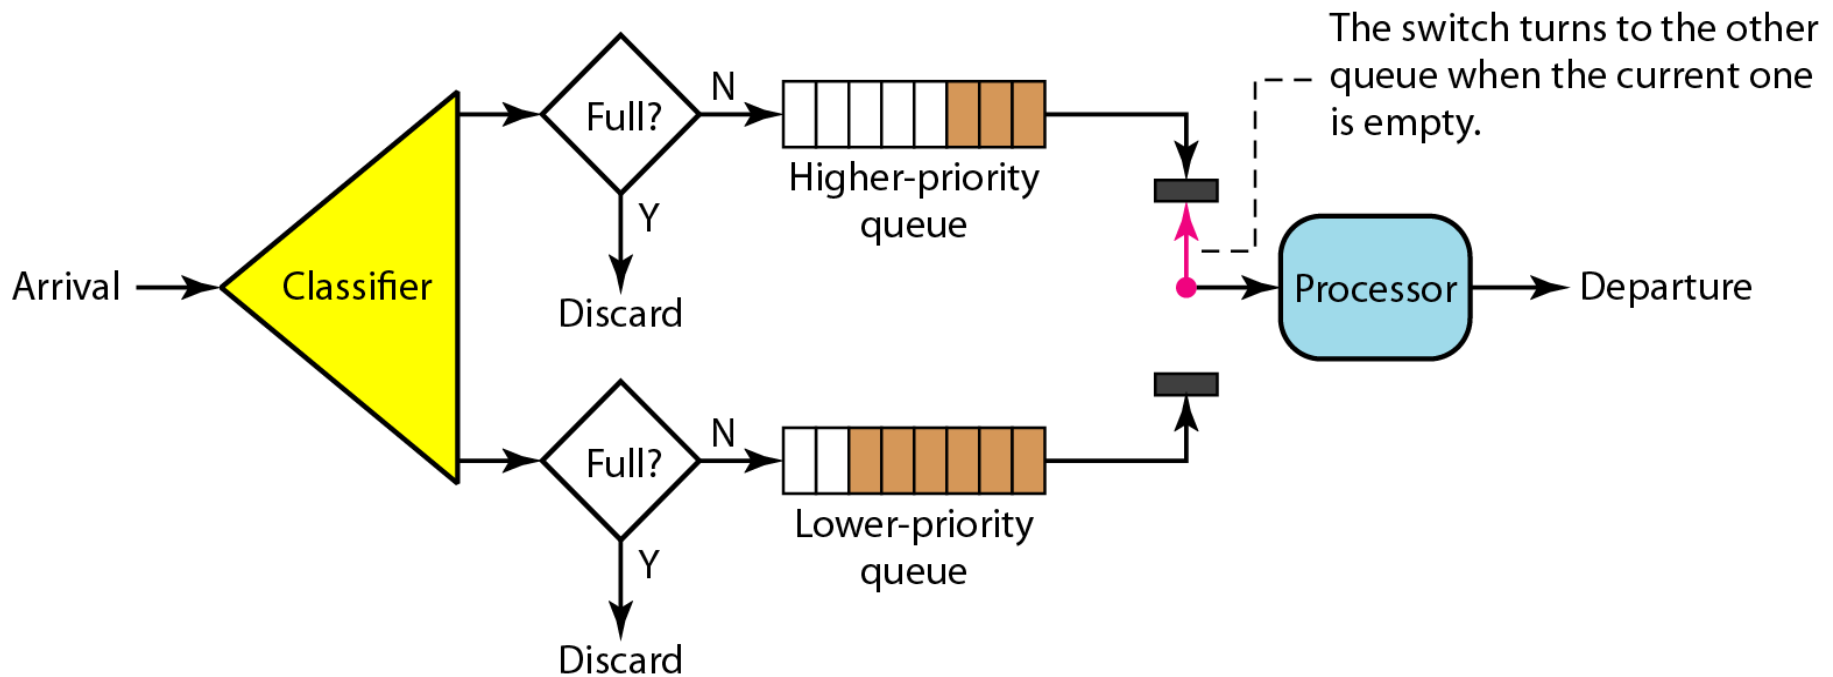 The switch turns to the other
queue when the current one
is empty.
N
Full?
Higher-priority
queue
Y
Discard
Arrival
Classifier
Processor
Departure
N
Full?
Lower-priority
queue
Y
Discard